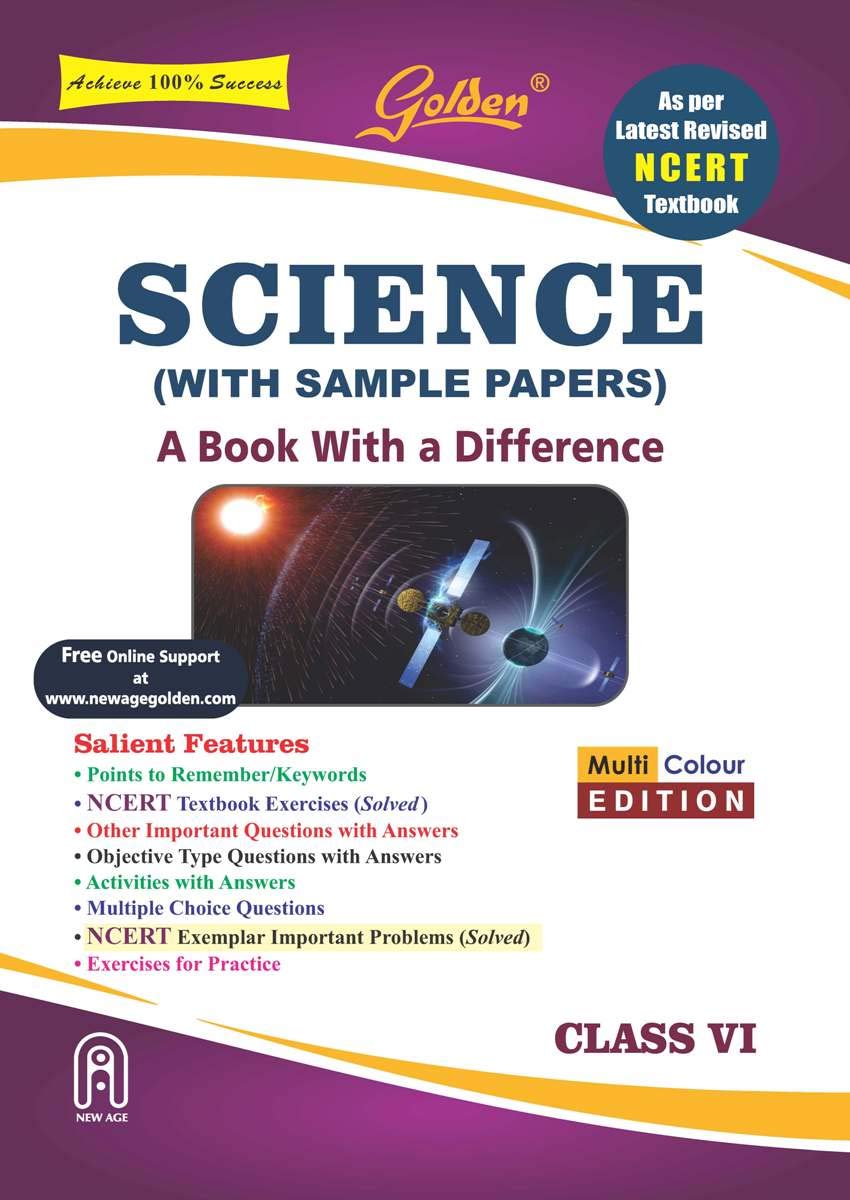 Achieve 100% Success
Golden®
As per
Latest Revised
NCERT
Textbook
SCIENCE
(WITH SAMPLE PAPERS)
A Book With a Difference
Free Online Support
at
www.newagegolden.com
Salient Features
• Points to Remember/Keywords
• NCERT Textbook Exercises (Solved)
• Other Important Questions with Answers
• Objective Type Questions with Answers
• Activities with Answers
• Multiple Choice Questions
• NCERT Exemplar Important Problems (Solved)
• Exercises for Practice
Multi Colour
EDITION
CLASS VI
NEW AGE